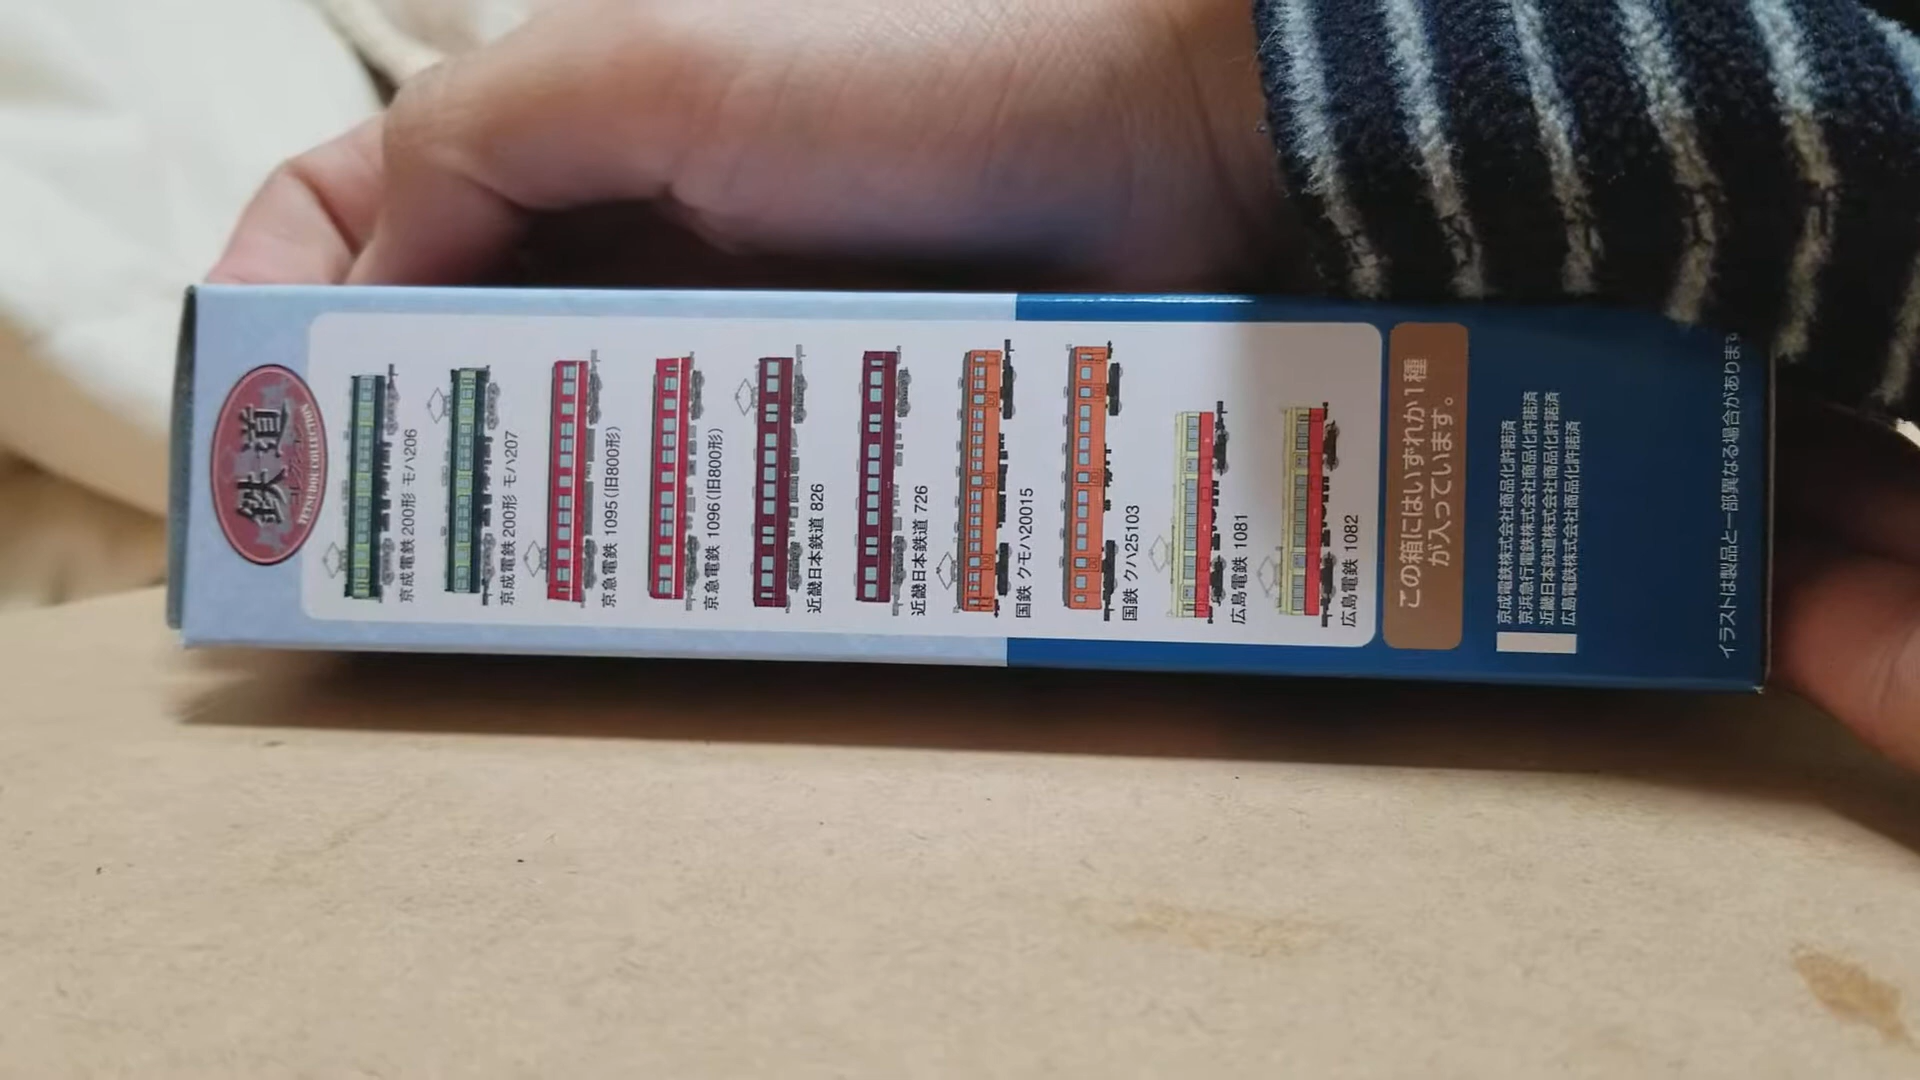 鉄道
コレクション
THE RAILWAY COLLECTION
京成電鉄200形 モハ206
京成電鉄200形 モハ207
京急電鉄 1095(旧800形)
京急電鉄 1096(旧800形)
近畿日本鉄道 826
近畿日本鉄道 726
国鉄 クモハ20015
国鉄 クハ25103
広島電鉄 1081
広島電鉄 1082
この箱にはいずれか1種
が入っています。
京成電鉄株式会社商品化許諾済
京浜急行電鉄株式会社商品化許諾済
近畿日本鉄道株式会社商品化許諾済
広島電鉄株式会社商品化許諾済
イラストは製品と一部異なる場合があります